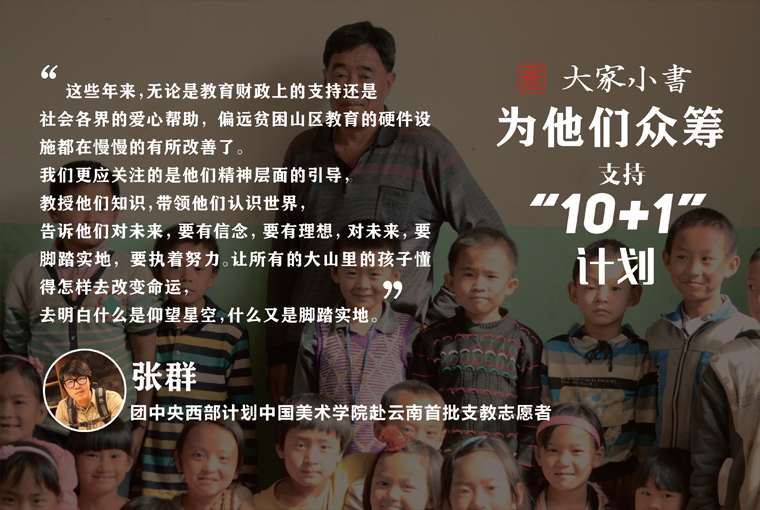 “ 这些年来,无论是教育财政上的支持还是
社会各界的爱心帮助，偏远贫困山区教育的硬件设
施都在慢慢的有所改善了。
我们更应关注的是他们精神层面的引导，
教授他们知识,带领他们认识世界，
告诉他们对未来，要有信念，要有理想，对未来，要
脚踏实地，要执着努力。让所有的大山里的孩子懂
得怎样去改变命运，
去明白什么是仰望星空,什么又是脚踏实地。”
张群
团中央西部计划中国美术学院赴云南首批支教志愿者
大家小書
为他们众筹
支持
“10+1”
计划